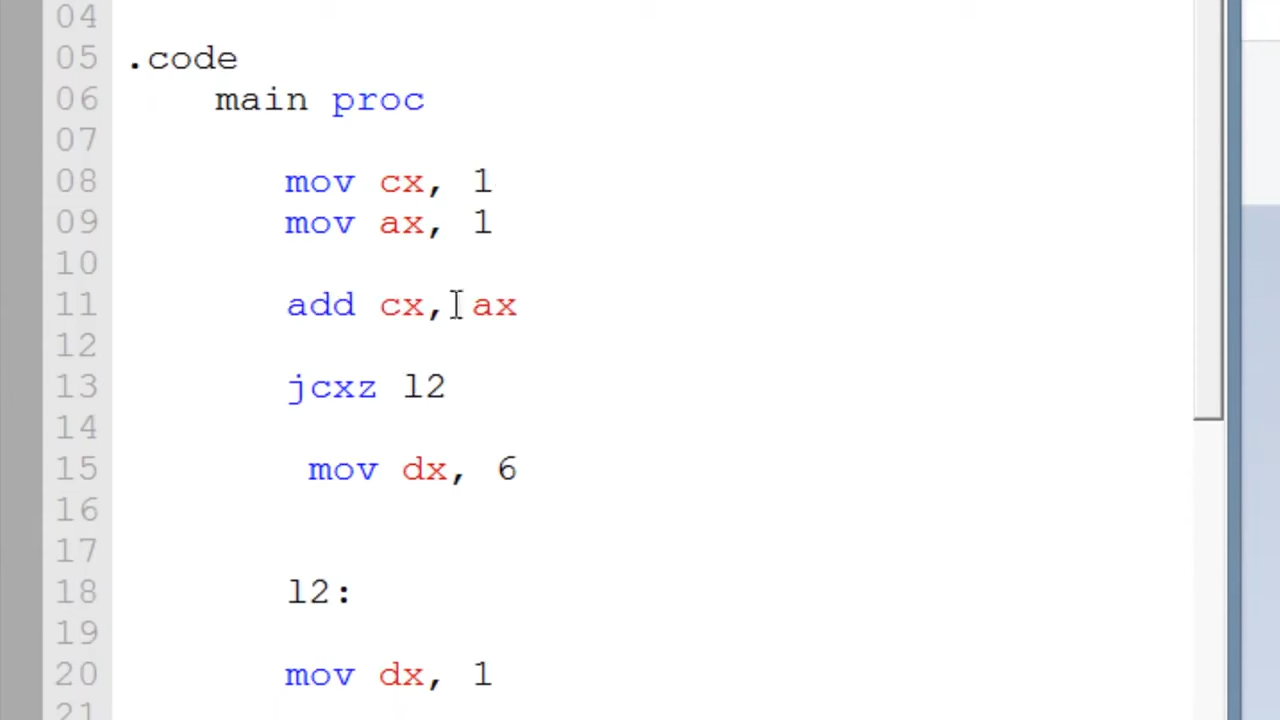 04
05 .code
06 main proc
07
08 mov cx, 1
09 mov ax, 1
10
11 add cx, ax
12
13 jcxz l2
14
15 mov dx, 6
16
17
18 l2:
19
20 mov dx, 1
21